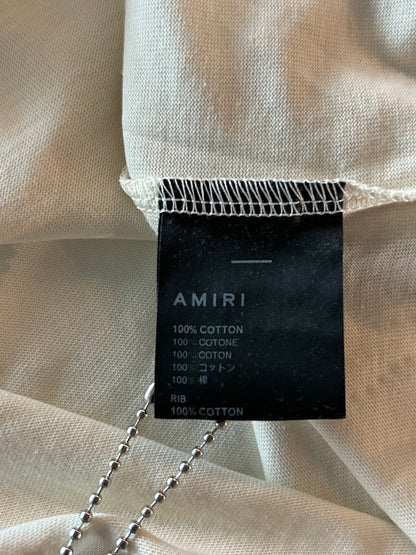 AMIRI
100% COTTON
100% COTONE
100% COTON
100% コットン
100% 棉
RIB
100% COTTON